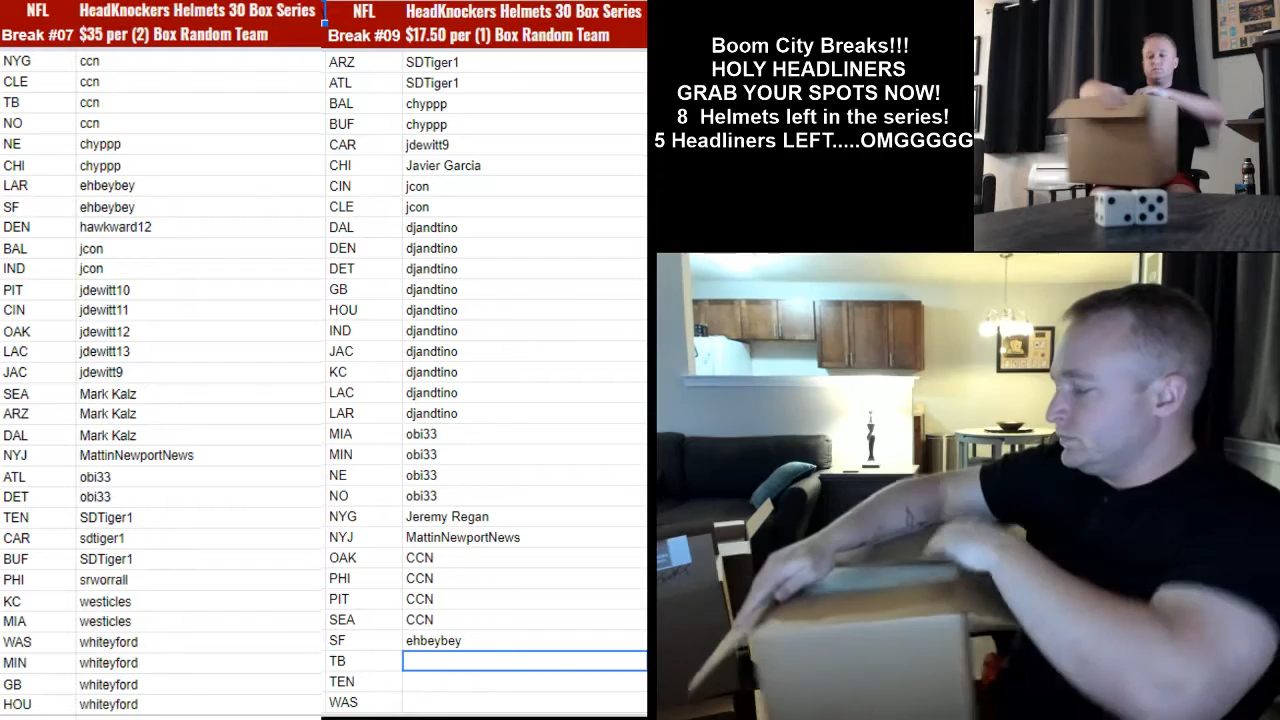 NFL
HeadKnockers Helmets 30 Box Series
Break #07
$35 per (2) Box Random Team
NYG ccn
CLE ccn
TB ccn
NO ccn
NE chyppp
CHI chyppp
LAR ehbeybey
SF ehbeybey
DEN hawkward12
BAL jcon
IND jcon
PIT jdewitt10
CIN jdewitt11
OAK jdewitt12
LAC jdewitt13
JAC jdewitt9
SEA Mark Kalz
ARZ Mark Kalz
DAL Mark Kalz
NYJ MattinNewportNews
ATL obi33
DET obi33
TEN SDTiger1
CAR sdtiger1
BUF SDTiger1
PHI srworrall
KC westicles
MIA westicles
WAS whiteyford
MIN whiteyford
GB whiteyford
HOU whiteyford
NFL
HeadKnockers Helmets 30 Box Series
Break #09
$17.50 per (1) Box Random Team
ARZ SDTiger1
ATL SDTiger1
BAL chyppp
BUF chyppp
CAR jdewitt9
CHI Javier Garcia
CIN jcon
CLE jcon
DAL djandtino
DEN djandtino
DET djandtino
GB djandtino
HOU djandtino
IND djandtino
JAC djandtino
KC djandtino
LAC djandtino
LAR djandtino
MIA obi33
MIN obi33
NE obi33
NO obi33
NYG Jeremy Regan
NYJ MattinNewportNews
OAK CCN
PHI CCN
PIT CCN
SEA CCN
SF ehbeybey
TB
TEN
WAS
Boom City Breaks!!!
HOLY HEADLINERS
GRAB YOUR SPOTS NOW!
8 Helmets left in the series!
5 Headliners LEFT.....OMGGGGG